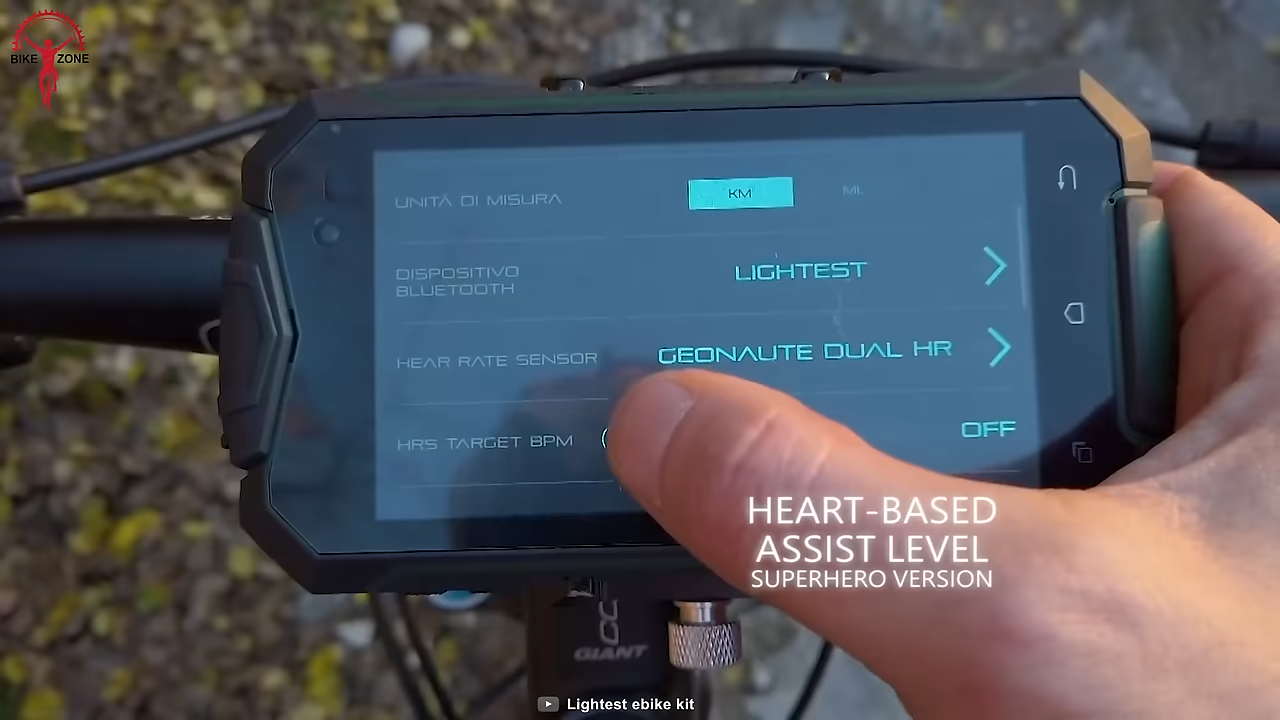 BIKE ZONE
UNITÀ DI MISURA KM ML
DISPOSITIVO
BLUETOOTH
LIGHTEST
HEAR RATE SENSOR GEONAUTE DUAL HR
HRS TARGET BPM OFF
HEART-BASED
ASSIST LEVEL
SUPERHERO VERSION
GIANT
Lightest ebike kit